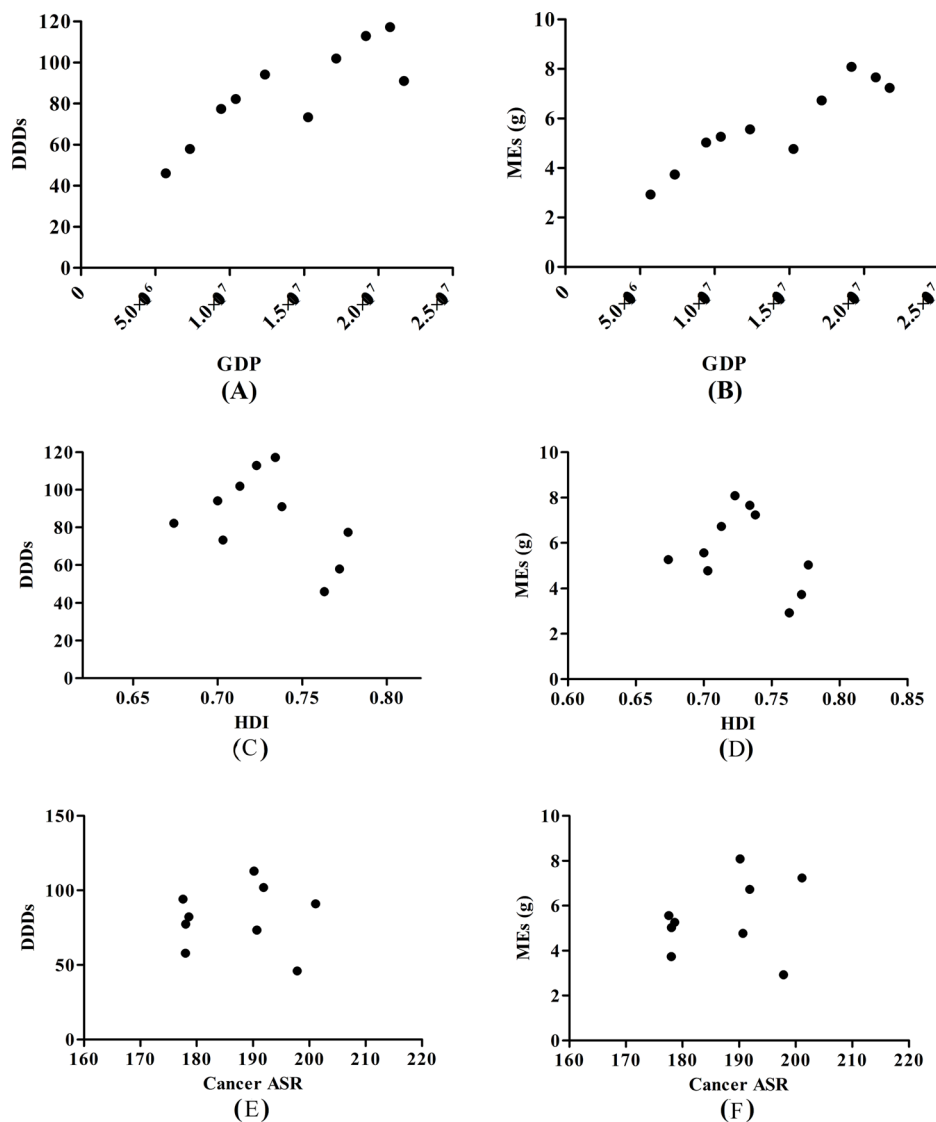 120
100
80
60
40
20
0
DDDs
0
5.0×10⁶
1.0×10⁷
1.5×10⁷
2.0×10⁷
2.5×10⁷
GDP
(A)
10
8
6
4
2
0
MEs (g)
0
5.0×10⁶
1.0×10⁷
1.5×10⁷
2.0×10⁷
2.5×10⁷
GDP
(B)
120
100
80
60
40
20
0
DDDs
0.65 0.70 0.75 0.80
HDI
(C)
10
8
6
4
2
0
MEs (g)
0.60 0.65 0.70 0.75 0.80 0.85
HDI
(D)
150
100
50
0
DDDs
160 170 180 190 200 210 220
Cancer ASR
(E)
10
8
6
4
2
0
MEs (g)
160 170 180 190 200 210 220
Cancer ASR
(F)